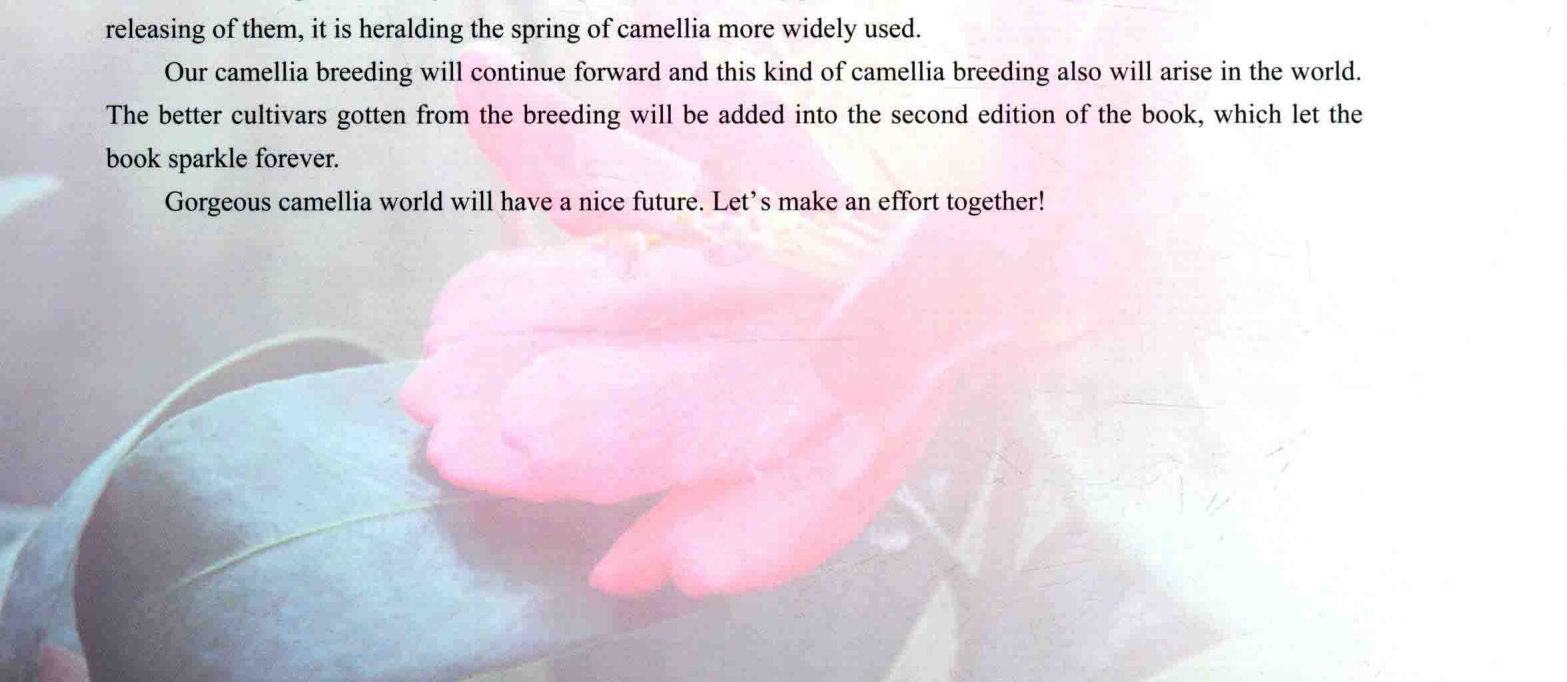 releasing of them, it is heralding the spring of camellia more widely used.
Our camellia breeding will continue forward and this kind of camellia breeding also will arise in the world.
The better cultivars gotten from the breeding will be added into the second edition of the book, which let the
book sparkle forever.
Gorgeous camellia world will have a nice future. Let's make an effort together!